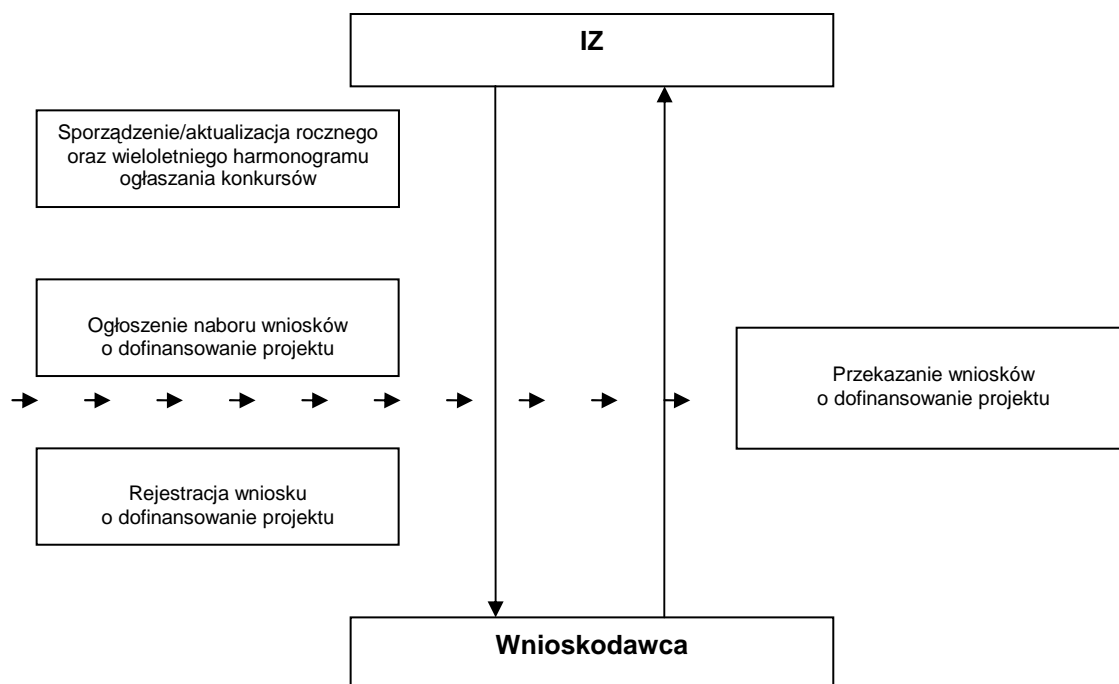 IZ
Sporządzenie/aktualizacja rocznego
oraz wieloletniego harmonogramu
ogłaszania konkursów
Ogłoszenie naboru wniosków
o dofinansowanie projektu
Przekazanie wniosków
o dofinansowanie projektu
Rejestracja wniosku
o dofinansowanie projektu
Wnioskodawca